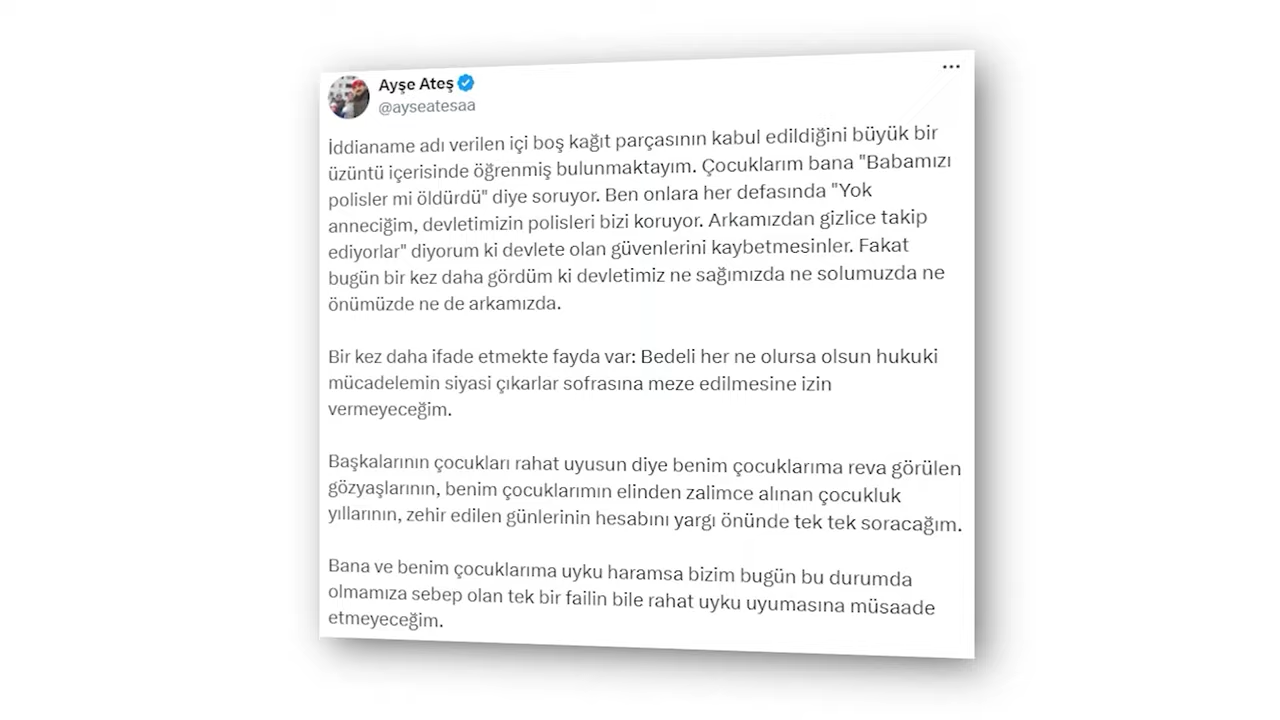 Ayşe Ateş
@ayseatesaa
İddianame adı verilen içi boş kağıt parçasının kabul edildiğini büyük bir
üzüntü içerisinde öğrenmiş bulunmaktayım. Çocuklarım bana "Babamızı
polisler mi öldürdü" diye soruyor. Ben onlara her defasında "Yok
anneciğim, devletimizin polisleri bizi koruyor. Arkamızdan gizlice takip
ediyorlar" diyorum ki devlete olan güvenlerini kaybetmesinler. Fakat
bugün bir kez daha gördüm ki devletimiz ne sağımızda ne solumuzda ne
önümüzde ne de arkamızda.
Bir kez daha ifade etmekte fayda var: Bedeli her ne olursa olsun hukuki
mücadelemin siyasi çıkarlar sofrasına meze edilmesine izin
vermeyeceğim.
Başkalarının çocukları rahat uyusun diye benim çocuklarıma reva görülen
gözyaşlarının, benim çocuklarımın elinden zalimce alınan çocukluk
yıllarının, zehir edilen günlerinin hesabını yargı önünde tek tek soracağım.
Bana ve benim çocuklarıma uyku haramsa bizim bugün bu durumda
olmamıza sebep olan tek bir failin bile rahat uyku uyumasına müsaade
etmeyeceğim.